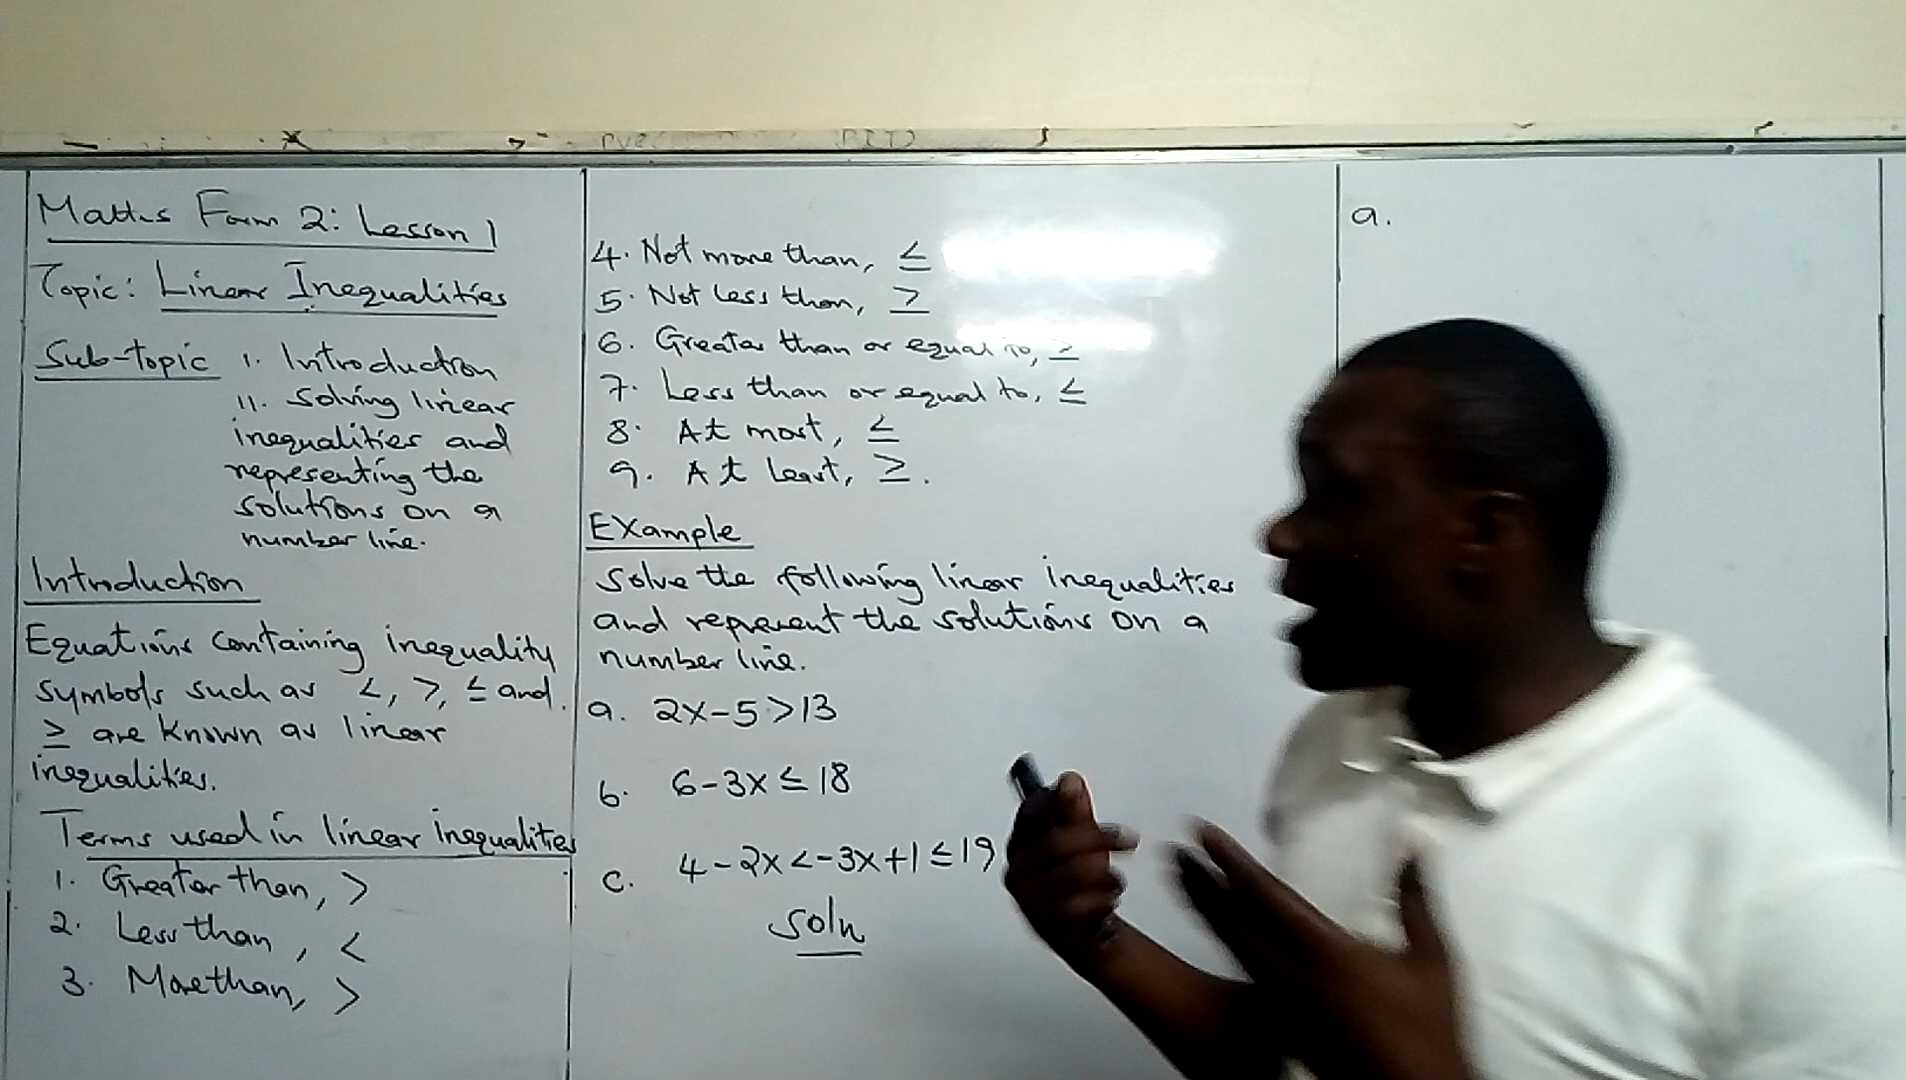 Maths Form 2: Lesson 1
Topic: Linear Inequalities
Sub-topic i. Introduction
ii. Solving linear
inequalities and
representing the
solutions on a
number line.
Introduction
Equations containing inequality
symbols such as <, >, ≤ and
≥ are known as linear
inequalities.
Terms used in linear inequalities
1. Greater than, >
2. Less than, <
3. More than, >
4. Not more than, ≤
5. Not less than, ≥
6. Greater than or equal to, ≥
7. Less than or equal to, ≤
8. At most, ≤
9. At least, ≥.
Example
Solve the following linear inequalities
and represent the solutions on a
number line.
a. 2x-5>13
b. 6-3x≤18
c. 4-2x<-3x+1≤19
Soln
a.